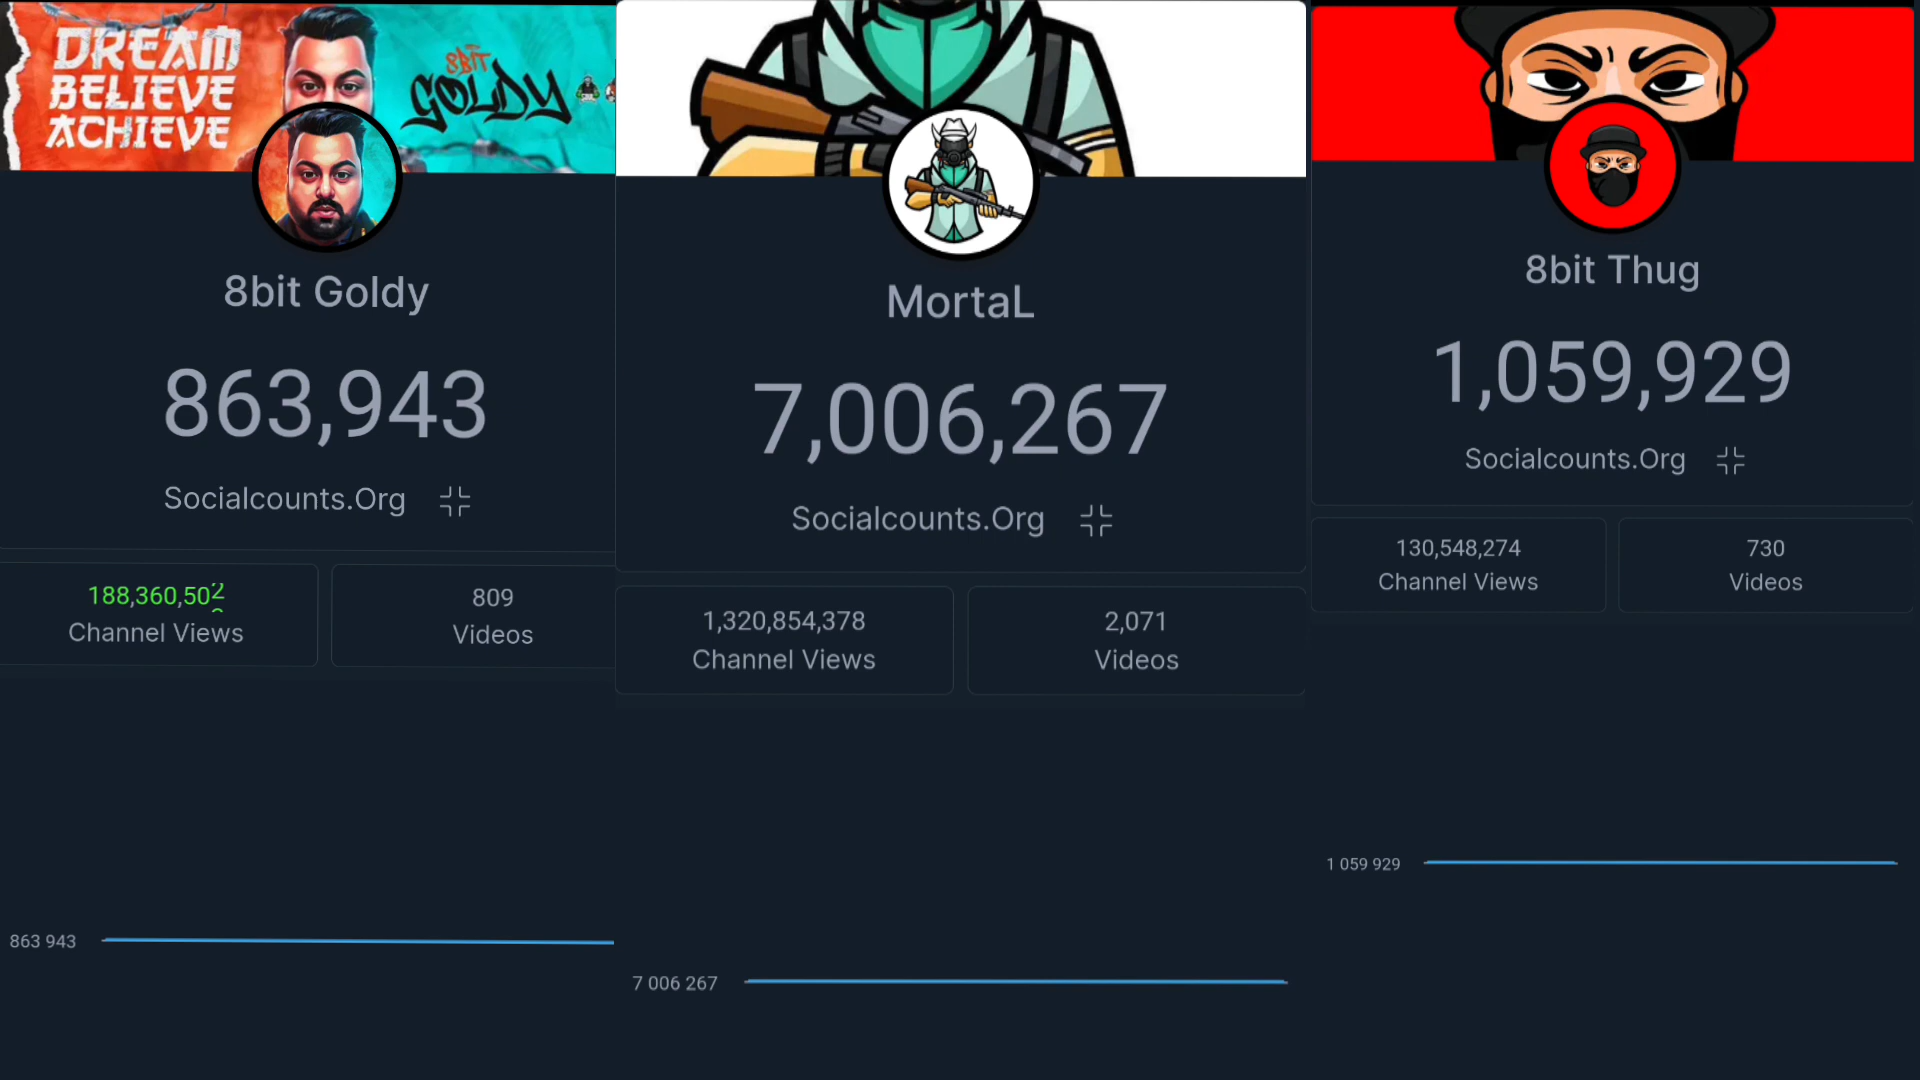 DREAM
BELIEVE
ACHIEVE
8BIT
GOLDY
8bit Goldy
863,943
Socialcounts.Org
Channel Views
809
Videos
863 943
MortaL
7,006,267
Socialcounts.Org
1,320,854,378
Channel Views
2,071
Videos
7 006 267
8bit Thug
1,059,929
Socialcounts.Org
130,548,274
Channel Views
730
Videos
1 059 929